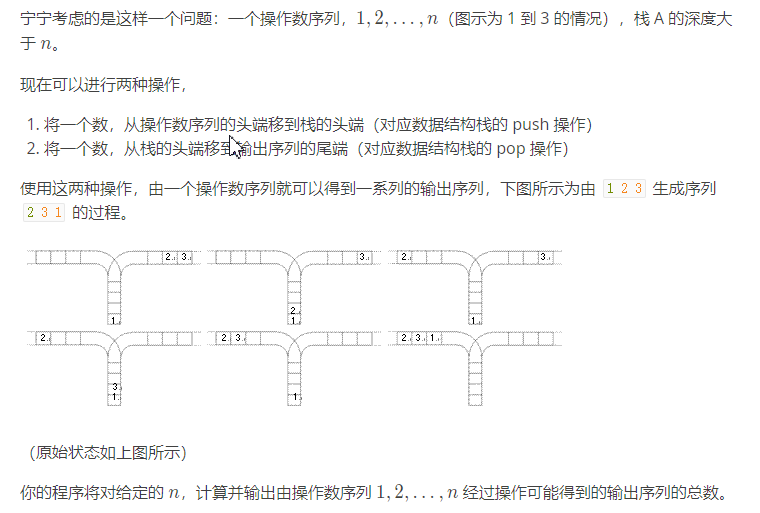 宁宁考虑的是这样一个问题：一个操作数序列，1, 2, . . . , n（图示为 1 到 3 的情况），栈 A 的深度大
于 n。
现在可以进行两种操作，
1. 将一个数，从操作数序列的头端移到栈的头端（对应数据结构栈的 push 操作）
2. 将一个数，从栈的头端移到输出序列的尾端（对应数据结构栈的 pop 操作）
使用这两种操作，由一个操作数序列就可以得到一系列的输出序列，下图所示为由 1 2 3 生成序列
2 3 1 的过程。
2 3
1
3
2
1
2 3
1
2
3
1
2 3
1
2 3 1
（原始状态如上图所示）
你的程序将对给定的 n，计算并输出由操作数序列 1, 2, . . . , n 经过操作可能得到的输出序列的总数。